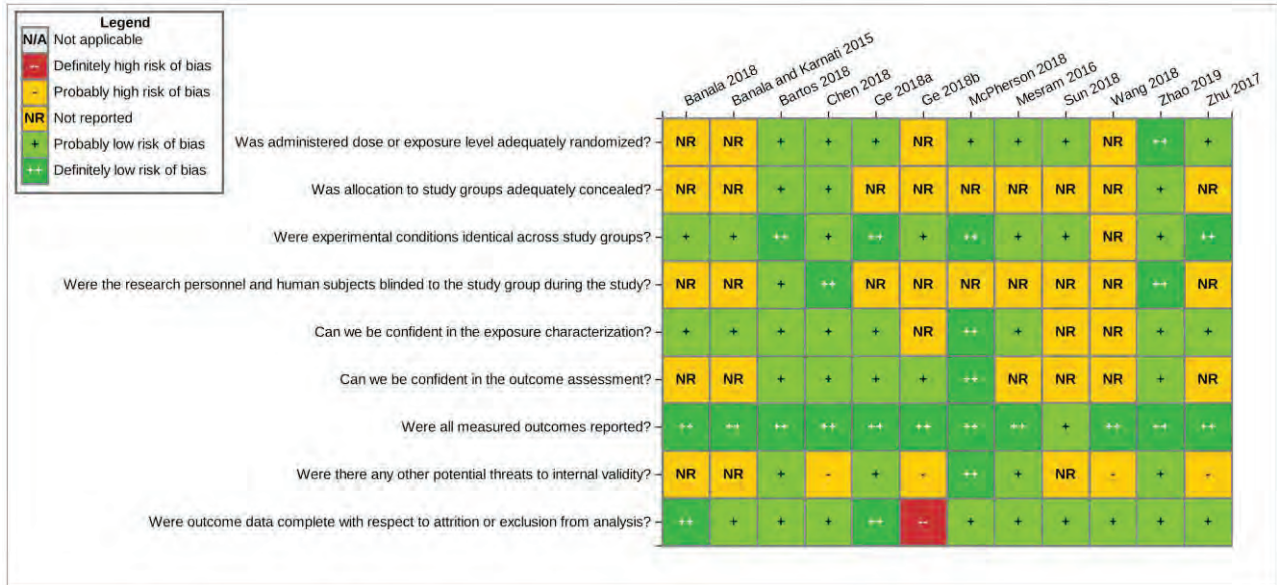 Legend
N/A Not applicable
-- Definitely high risk of bias
- Probably high risk of bias
NR Not reported
+ Probably low risk of bias
++ Definitely low risk of bias
Banala 2018
Banala and Karnati 2015
Bartos 2018
Chen 2018
Ge 2018a
Ge 2018b
McPherson 2018
Mesram 2016
Sun 2018
Wang 2018
Zhao 2019
Zhu 2017
Was administered dose or exposure level adequately randomized? NR NR + + + NR + + + NR ++ +
Was allocation to study groups adequately concealed? NR NR + + NR NR NR NR NR NR + NR
Were experimental conditions identical across study groups? + + ++ + ++ + ++ + + NR + ++
Were the research personnel and human subjects blinded to the study group during the study? NR NR + ++ NR NR NR NR NR NR ++ NR
Can we be confident in the exposure characterization? + + + + + NR ++ + NR NR + +
Can we be confident in the outcome assessment? NR NR + + + + ++ NR NR NR + NR
Were all measured outcomes reported? ++ ++ ++ ++ ++ ++ ++ ++ + ++ ++ ++
Were there any other potential threats to internal validity? NR NR + - + - ++ + NR - + -
Were outcome data complete with respect to attrition or exclusion from analysis? ++ + + + ++ -- + + + + + +